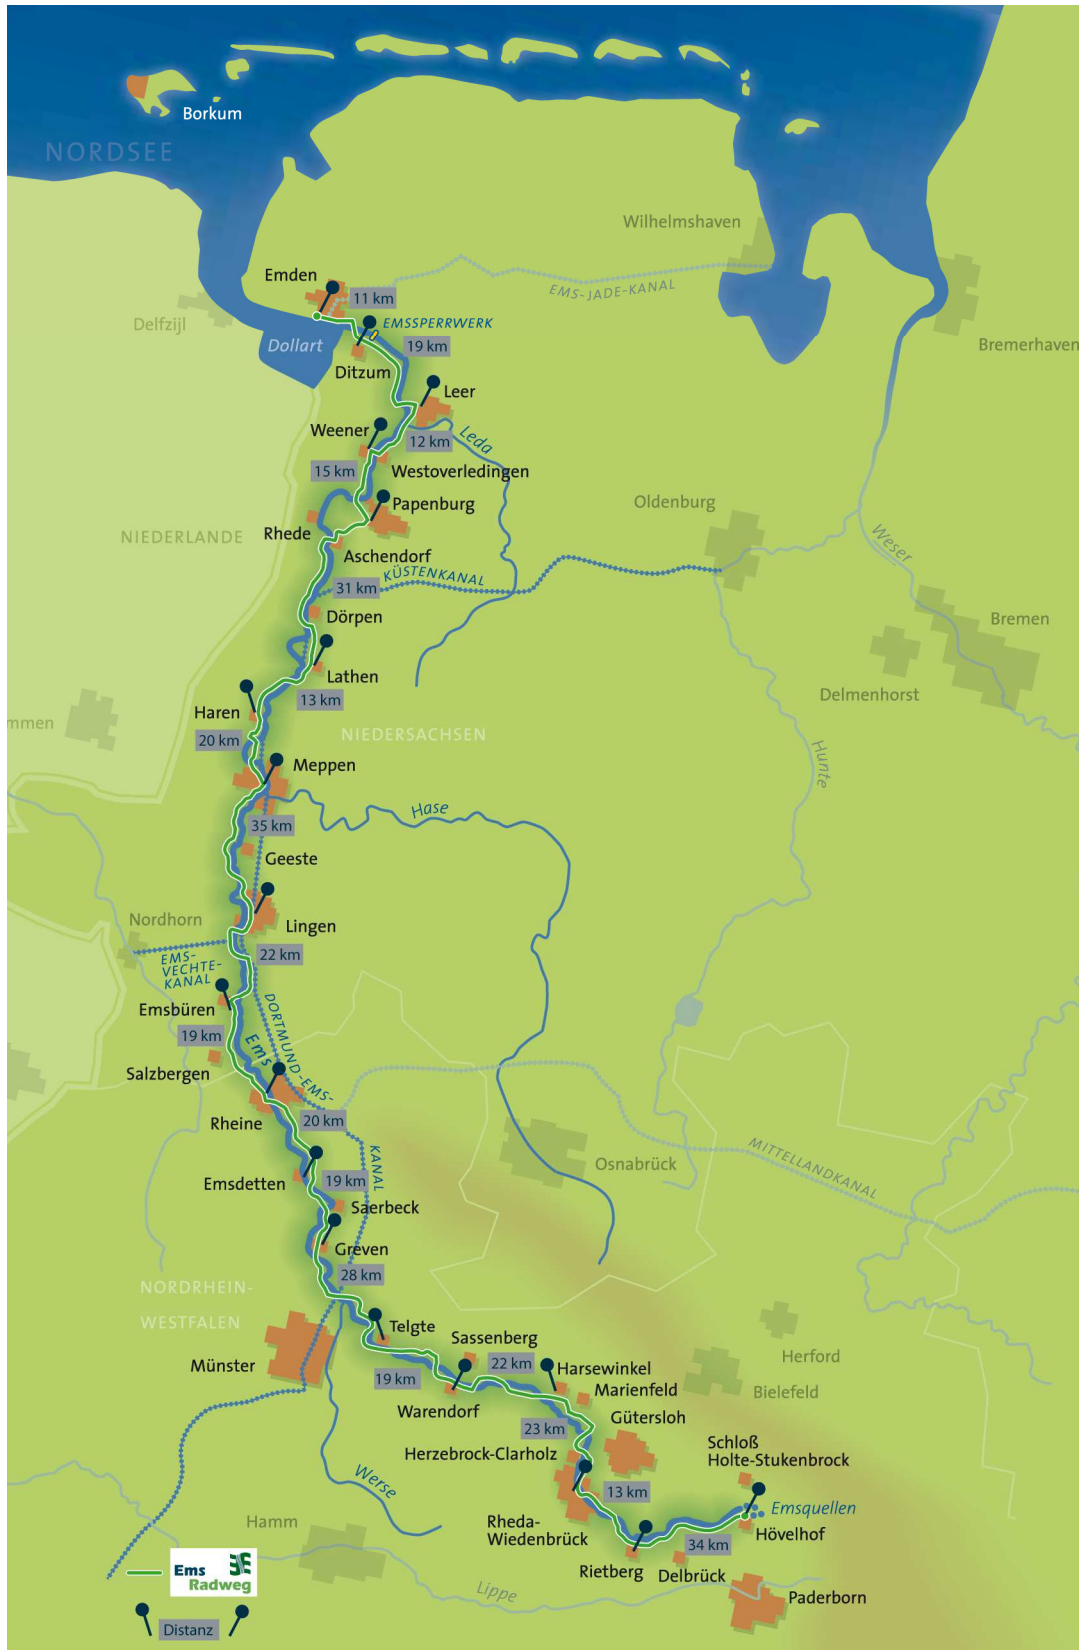 Borkum
NORDSEE
Wilhelmshaven
Emden
EMS-JADE-KANAL
11 km
Delfzijl
EMSSPERRWERK
Bremerhaven
Dollart
19 km
Ditzum
Leer
Weener
Leda
12 km
15 km
Westoverledingen
Oldenburg
Papenburg
Rhede
NIEDERLANDE
Weser
Aschendorf
KÜSTENKANAL
31 km
Dörpen
Bremen
Lathen
Delmenhorst
13 km
Haren
mmen
NIEDERSACHSEN
20 km
Hunte
Meppen
Hase
35 km
Geeste
Nordhorn
Lingen
EMS-
VECHTE-
KANAL
22 km
Emsbüren
DORTMUND-EMS-
19 km
Ems
Salzbergen
Rheine
20 km
KANAL
MITTELLANDKANAL
Osnabrück
Emsdetten
19 km
Saerbeck
Greven
28 km
NORDRHEIN-
WESTFALEN
Telgte
Sassenberg
Herford
Münster
22 km
Harsewinkel
19 km
Marienfeld
Bielefeld
Warendorf
Gütersloh
23 km
Schloß
Holte-Stukenbrock
Herzebrock-Clarholz
Werse
13 km
Emsquellen
Hamm
Rheda-
Wiedenbrück
Hövelhof
34 km
Rietberg
Delbrück
Ems
Radweg
Lippe
Paderborn
Distanz